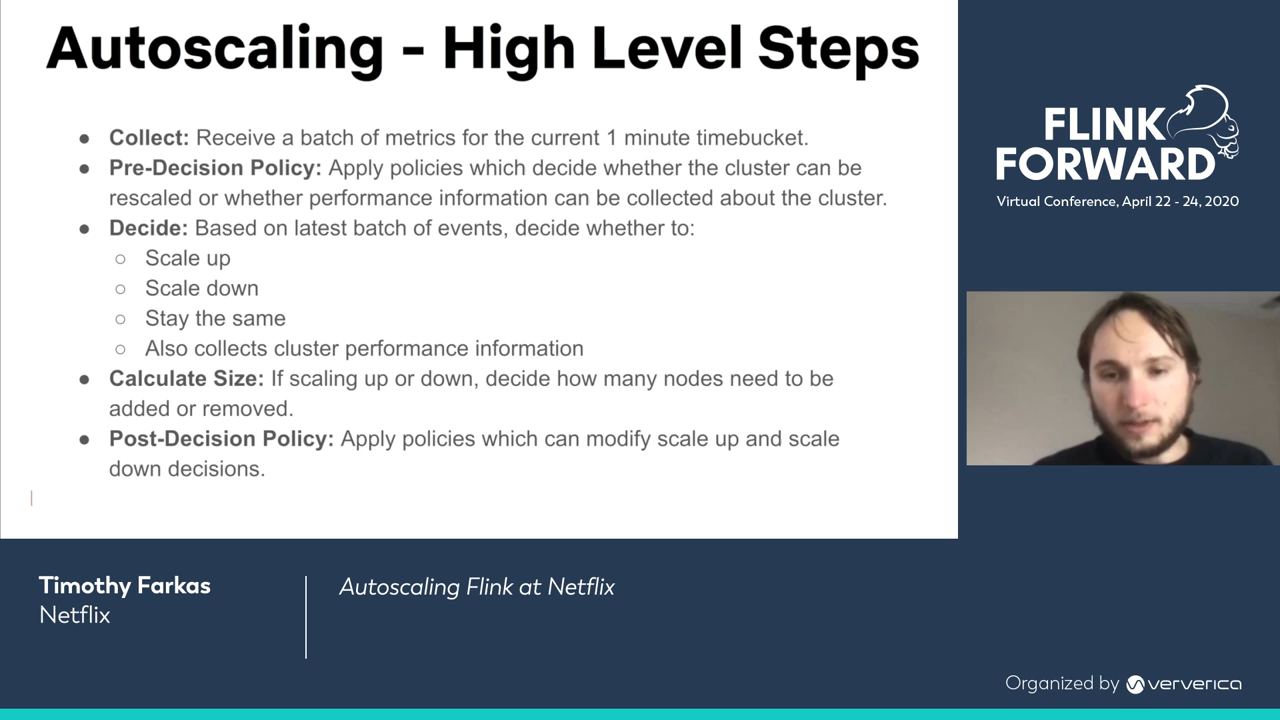 Autoscaling - High Level Steps
● Collect: Receive a batch of metrics for the current 1 minute timebucket.
● Pre-Decision Policy: Apply policies which decide whether the cluster can be
rescaled or whether performance information can be collected about the cluster.
● Decide: Based on latest batch of events, decide whether to:
○ Scale up
○ Scale down
○ Stay the same
○ Also collects cluster performance information
● Calculate Size: If scaling up or down, decide how many nodes need to be
added or removed.
● Post-Decision Policy: Apply policies which can modify scale up and scale
down decisions.
FLINK
FORWARD
Virtual Conference, April 22 - 24, 2020
Timothy Farkas
Netflix
Autoscaling Flink at Netflix
Organized by ververica